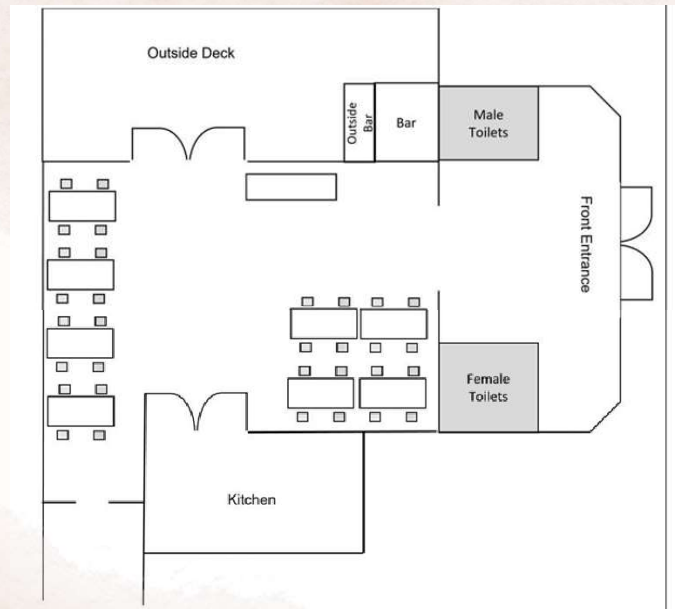 Outside Deck
Outside
Bar
Bar
Male
Toilets
Front Entrance
Female
Toilets
Kitchen